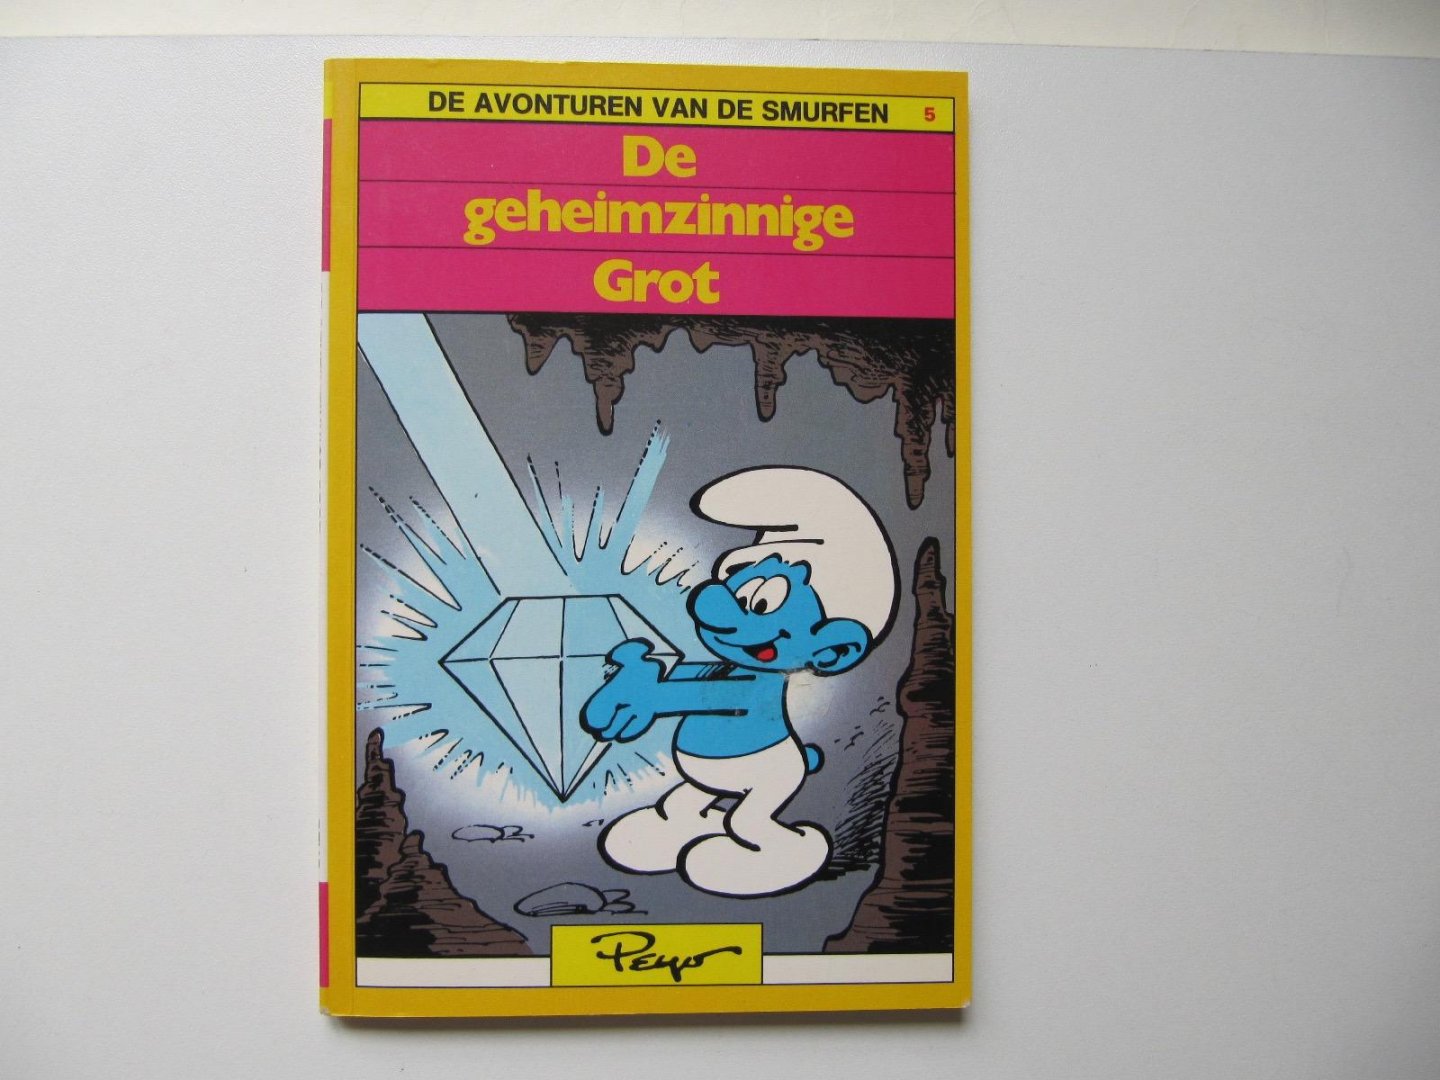 DE AVONTUREN VAN DE SMURFEN 5
De
geheimzinnige
Grot
Peyo